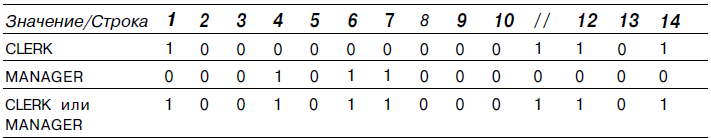 Значение/Строка 1 2 3 4 5 6 7 8 9 10 // 12 13 14
CLERK 1 0 0 0 0 0 0 0 0 0 1 1 0 1
MANAGER 0 0 0 1 0 1 1 0 0 0 0 0 0 0
CLERK или 1 0 0 1 0 1 1 0 0 0 1 1 0 1
MANAGER